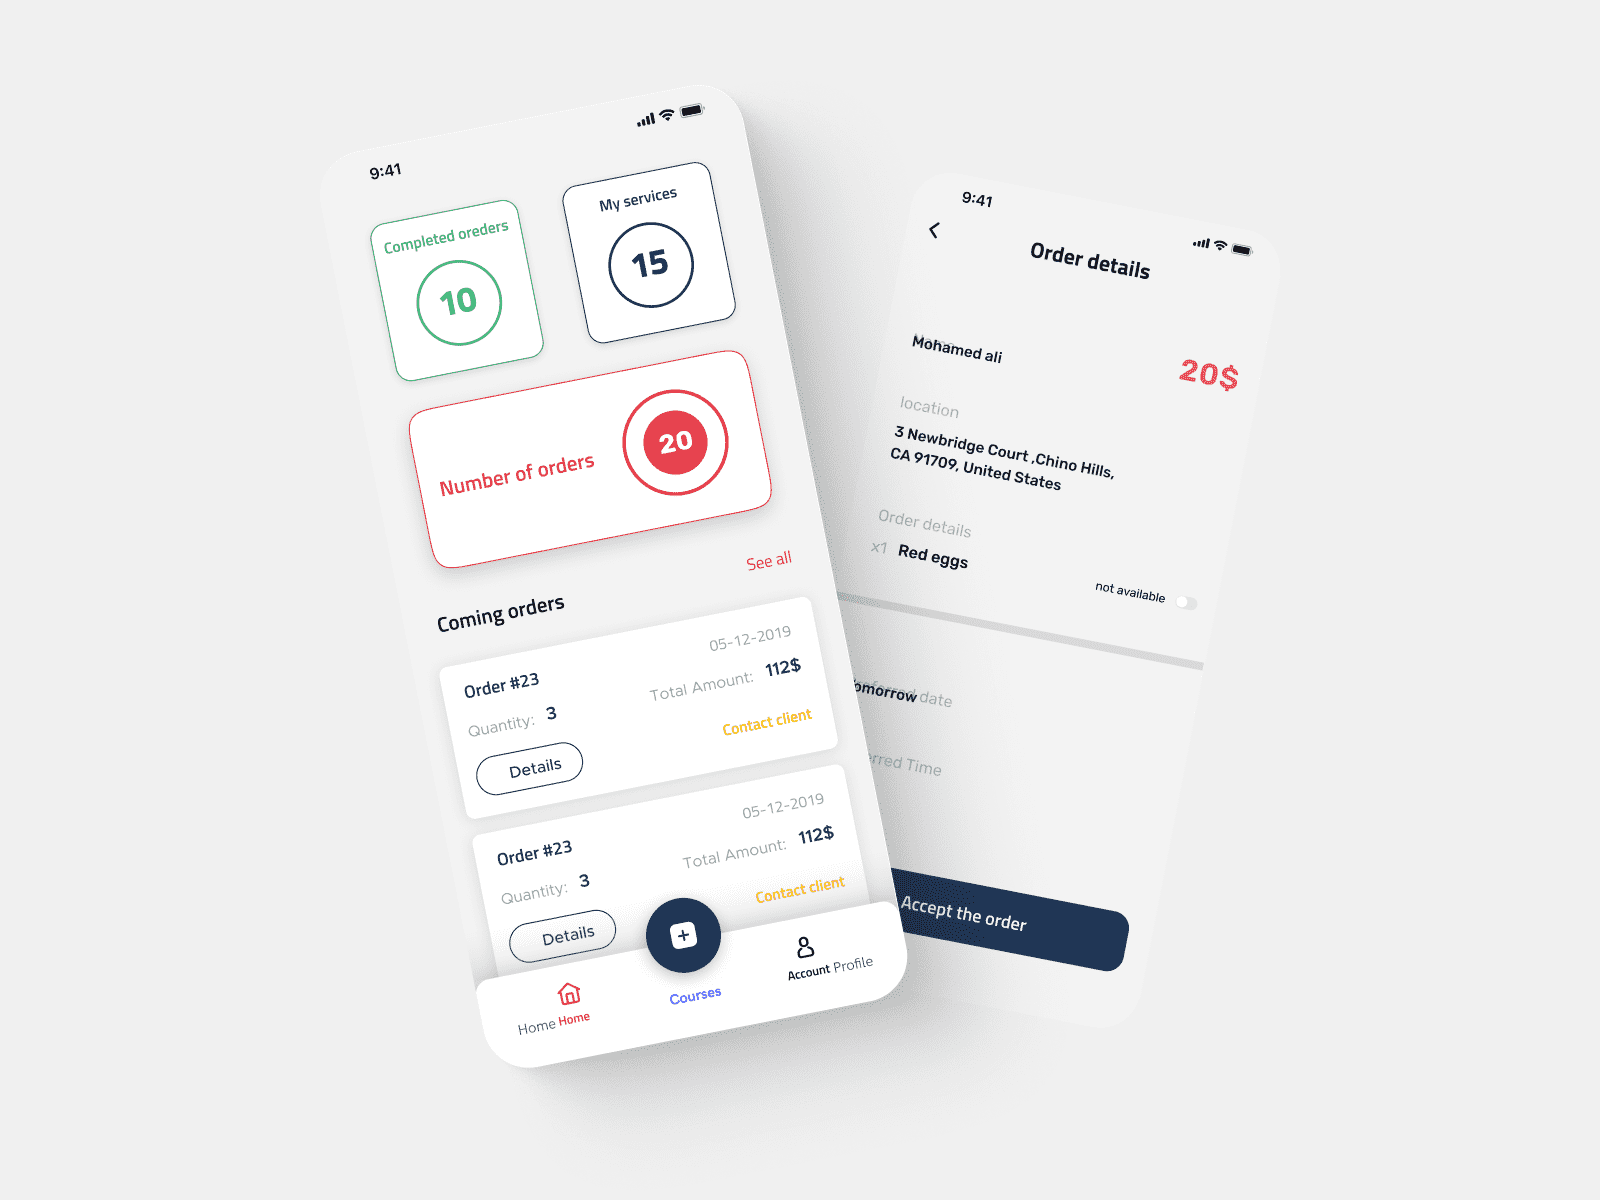 9:41
Completed oreders
10
My services
15
Number of orders
20
See all
Coming orders
05-12-2019
Order #23
Total Amount: 112$
Quantity: 3
Contact client
Details
05-12-2019
Order #23
Total Amount: 112$
Quantity: 3
Contact client
Details
Home Home
Courses
Account Profile
9:41
Order details
Mohamed ali
20$
location
3 Newbridge Court ,Chino Hills,
CA 91709, United States
Order details
x1 Red eggs
not available
omorrow date
rred Time
Accept the order